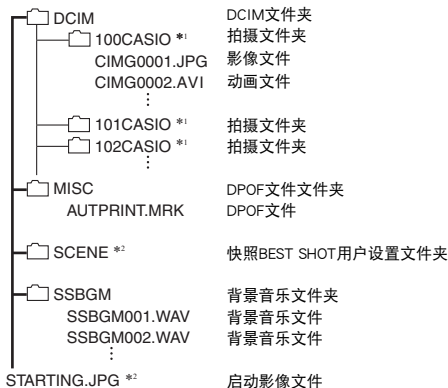 DCIM DCIM文件夹
100CASIO *1 拍摄文件夹
CIMG0001.JPG 影像文件
CIMG0002.AVI 动画文件
101CASIO *1 拍摄文件夹
102CASIO *1 拍摄文件夹
MISC DPOF文件文件夹
AUTPRINT.MRK DPOF文件
SCENE *2 快照BEST SHOT用户设置文件夹
SSBGM 背景音乐文件夹
SSBGM001.WAV 背景音乐文件
SSBGM002.WAV 背景音乐文件
STARTING.JPG *2 启动影像文件